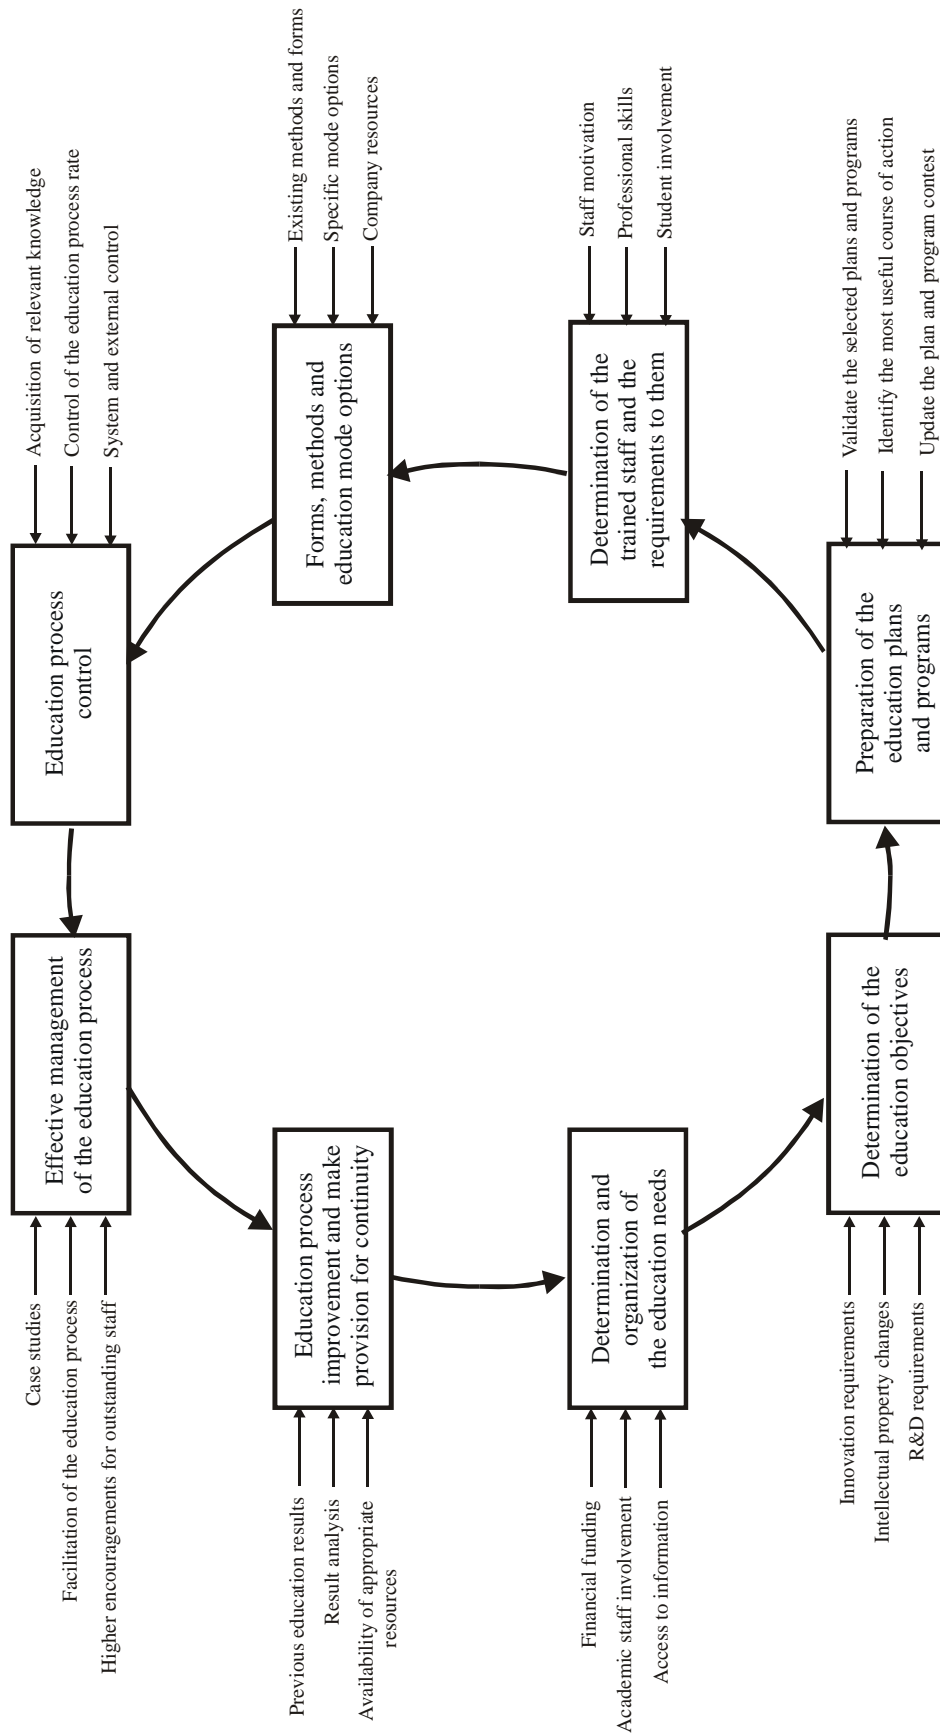 Case studies
Facilitation of the education process
Higher encouragements for outstanding staff
Effective management
of the education process
Education process
control
Acquisition of relevant knowledge
Control of the education process rate
System and external control
Previous education results
Result analysis
Availability of appropriate
resources
Education process
improvement and make
provision for continuity
Forms, methods and
education mode options
Existing methods and forms
Specific mode options
Company resources
Financial funding
Academic staff involvement
Access to information
Determination and
organization of
the education needs
Determination of the
trained staff and the
requirements to them
Staff motivation
Professional skills
Student involvement
Innovation requirements
Intellectual property changes
R&D requirements
Determination of the
education objectives
Preparation of the
education plans
and programs
Validate the selected plans and programs
Identify the most useful course of action
Update the plan and program contest